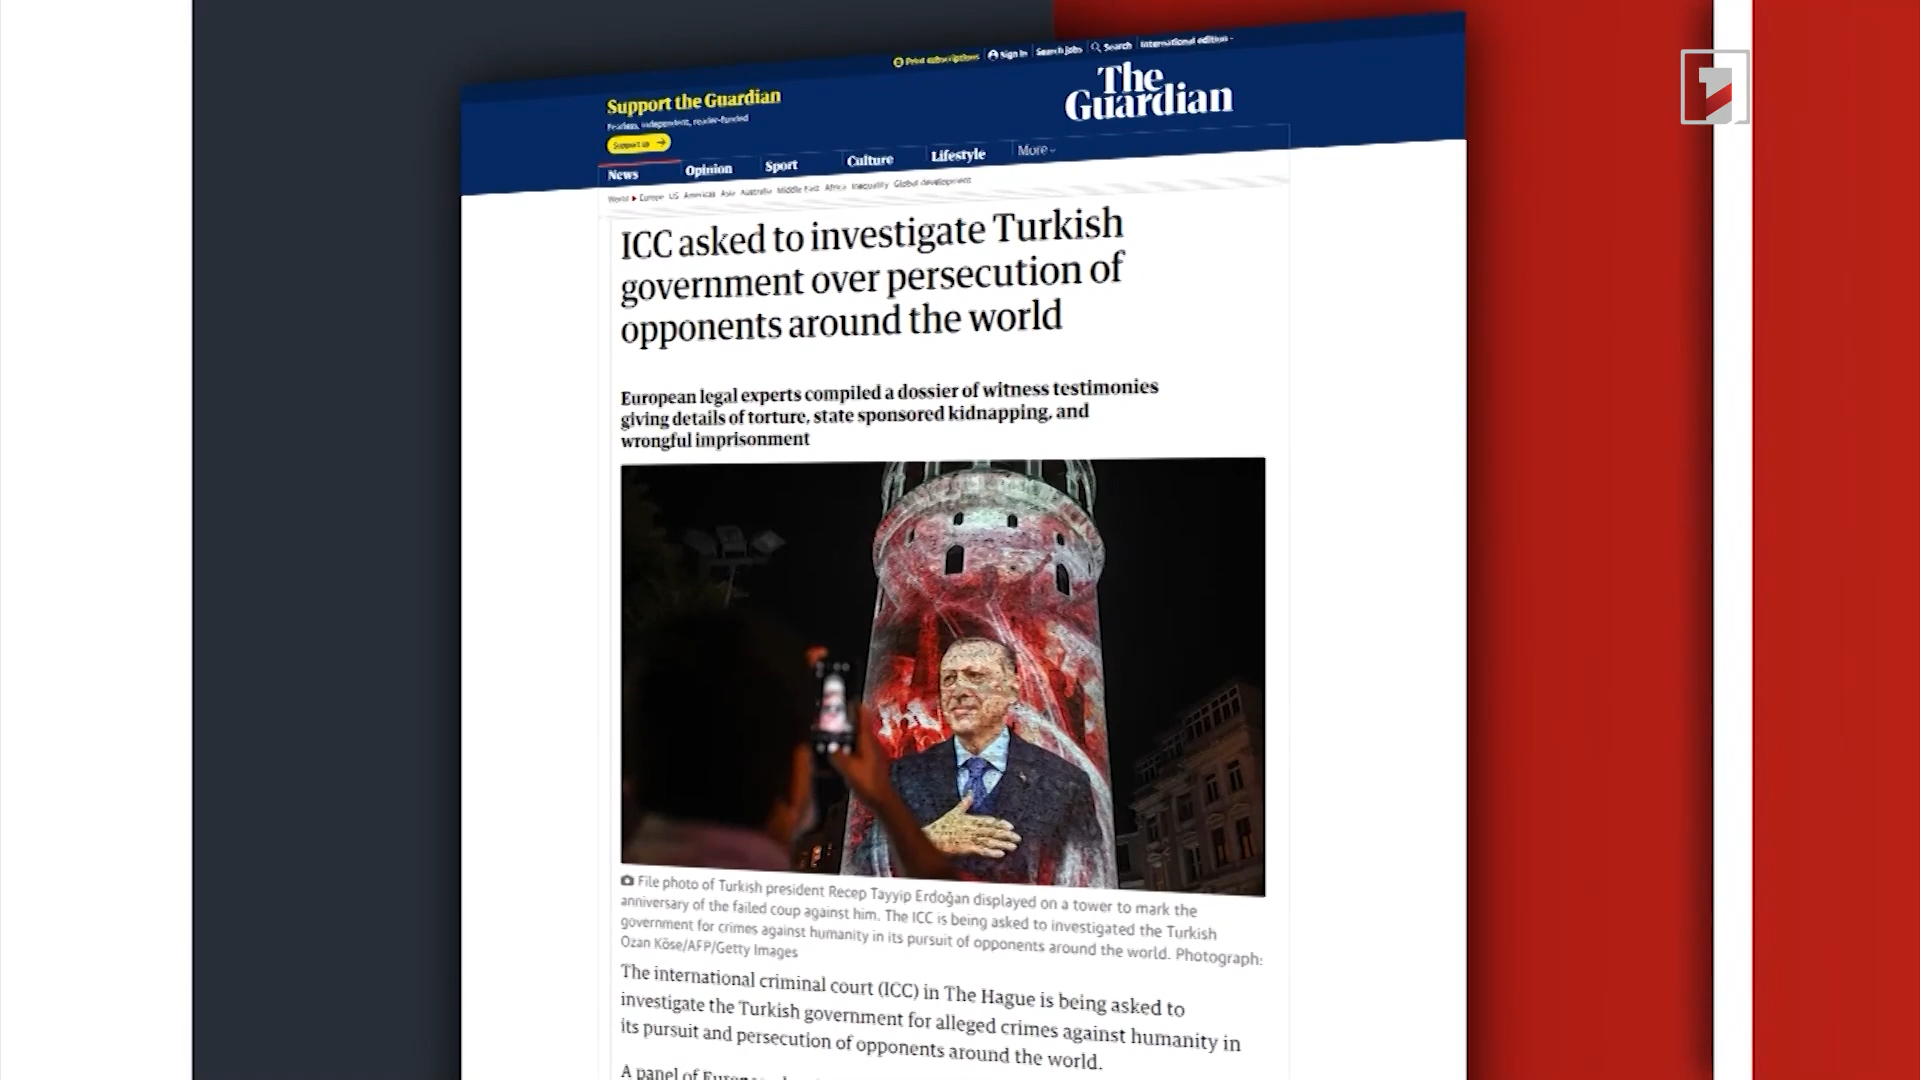 Print subscriptions
Sign in
Search jobs
Search
International edition
Support the Guardian
Fearless, independent, reader-funded
Support us →
The
Guardian
News
Opinion
Sport
Culture
Lifestyle
More
World Europe US Americas Asia Australia Middle East Africa Inequality Global development
ICC asked to investigate Turkish
government over persecution of
opponents around the world
European legal experts compiled a dossier of witness testimonies
giving details of torture, state sponsored kidnapping, and
wrongful imprisonment
File photo of Turkish president Recep Tayyip Erdoğan displayed on a tower to mark the
anniversary of the failed coup against him. The ICC is being asked to investigated the Turkish
government for crimes against humanity in its pursuit of opponents around the world. Photograph:
Ozan Köse/AFP/Getty Images
The international criminal court (ICC) in The Hague is being asked to
investigate the Turkish government for alleged crimes against humanity in
its pursuit and persecution of opponents around the world.
A panel of